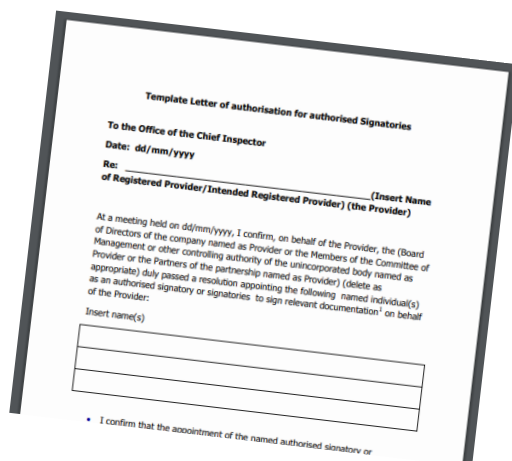 Template Letter of authorisation for authorised Signatories
To the Office of the Chief Inspector
Date: dd/mm/yyyy
Re: ______________________________(Insert Name
of Registered Provider/Intended Registered Provider) (the Provider)
At a meeting held on dd/mm/yyyy, I confirm, on behalf of the Provider, the (Board
of Directors of the company named as Provider or the Members of the Committee of
Management or other controlling authority of the unincorporated body named as
Provider or the Partners of the partnership named as Provider) (delete as
appropriate) duly passed a resolution appointing the following named individual(s)
as an authorised signatory or signatories to sign relevant documentation¹ on behalf
of the Provider:
Insert name(s)
• I confirm that the appointment of the named authorised signatory or